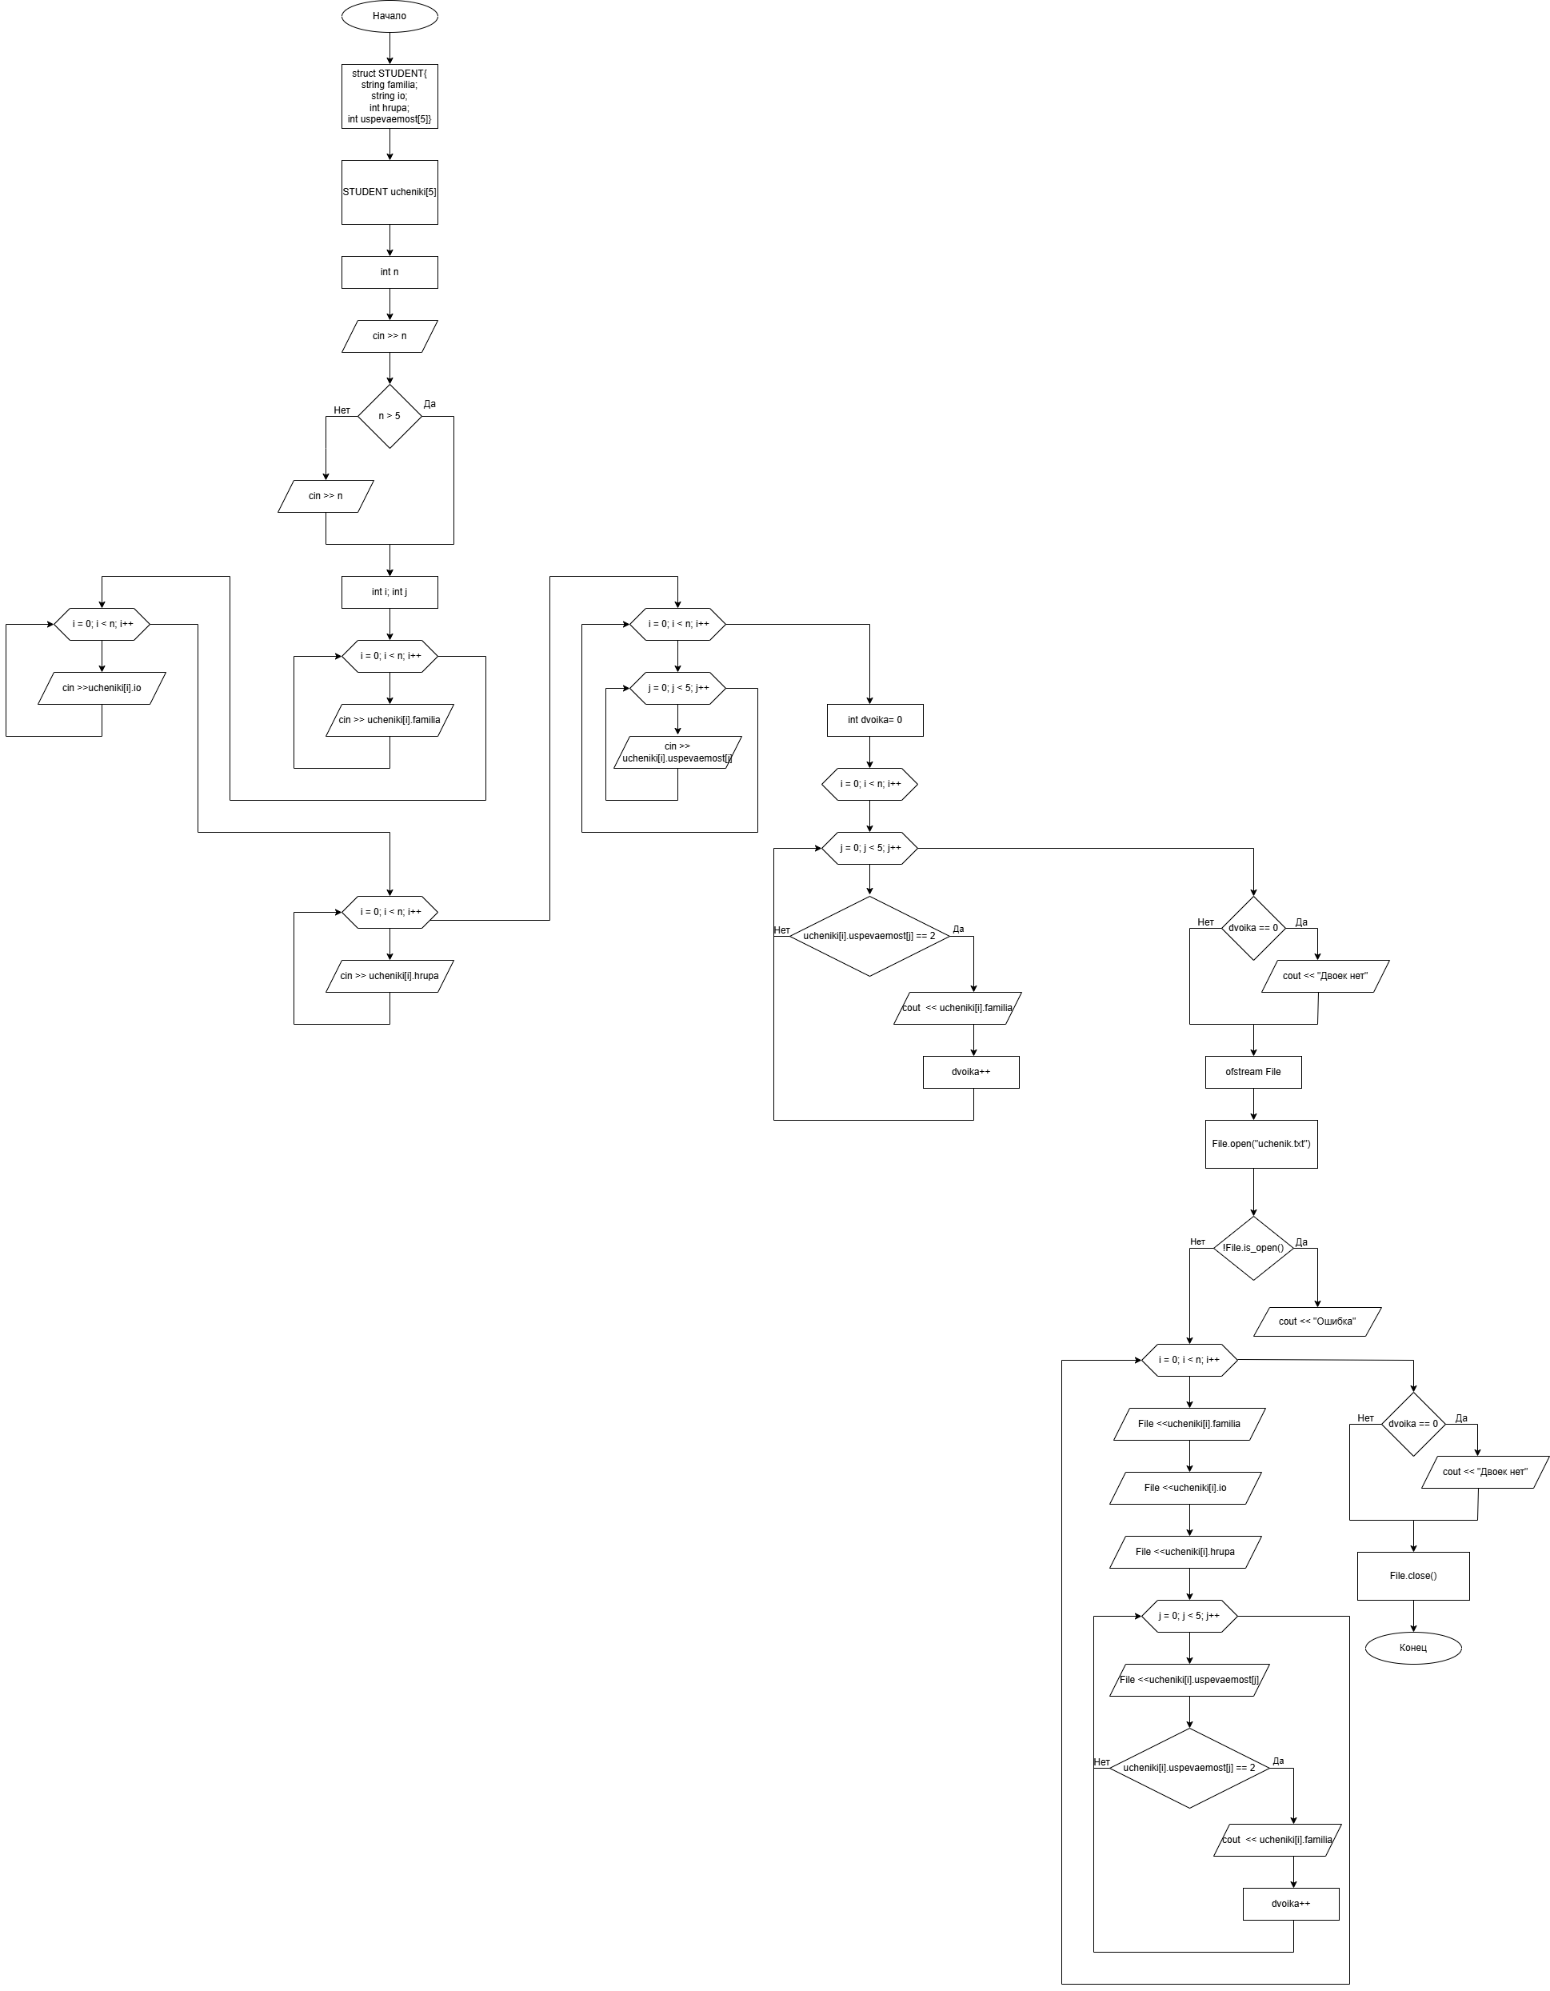 Начало
struct STUDENT{
string familia;
string io;
int hrupa;
int uspevaemost[5]}
STUDENT ucheniki[5]
int n
cin >> n
n > 5
Нет
Да
cin >> n
int i; int j
i = 0; i < n; i++
cin >> ucheniki[i].familia
i = 0; i < n; i++
cin >>ucheniki[i].io
i = 0; i < n; i++
cin >> ucheniki[i].hrupa
i = 0; i < n; i++
j = 0; j < 5; j++
cin >>
ucheniki[i].uspevaemost[j]
int dvoika= 0
i = 0; i < n; i++
j = 0; j < 5; j++
Нет
ucheniki[i].uspevaemost[j] == 2
Да
cout << ucheniki[i].familia
dvoika++
Нет
dvoika == 0
Да
cout << "Двоек нет"
ofstream File
File.open("uchenik.txt")
Нет
!File.is_open()
Да
cout << "Ошибка"
i = 0; i < n; i++
File <<ucheniki[i].familia
File <<ucheniki[i].io
File <<ucheniki[i].hrupa
j = 0; j < 5; j++
File <<ucheniki[i].uspevaemost[j]
Нет
ucheniki[i].uspevaemost[j] == 2
Да
cout << ucheniki[i].familia
dvoika++
Нет
dvoika == 0
Да
cout << "Двоек нет"
File.close()
Конец